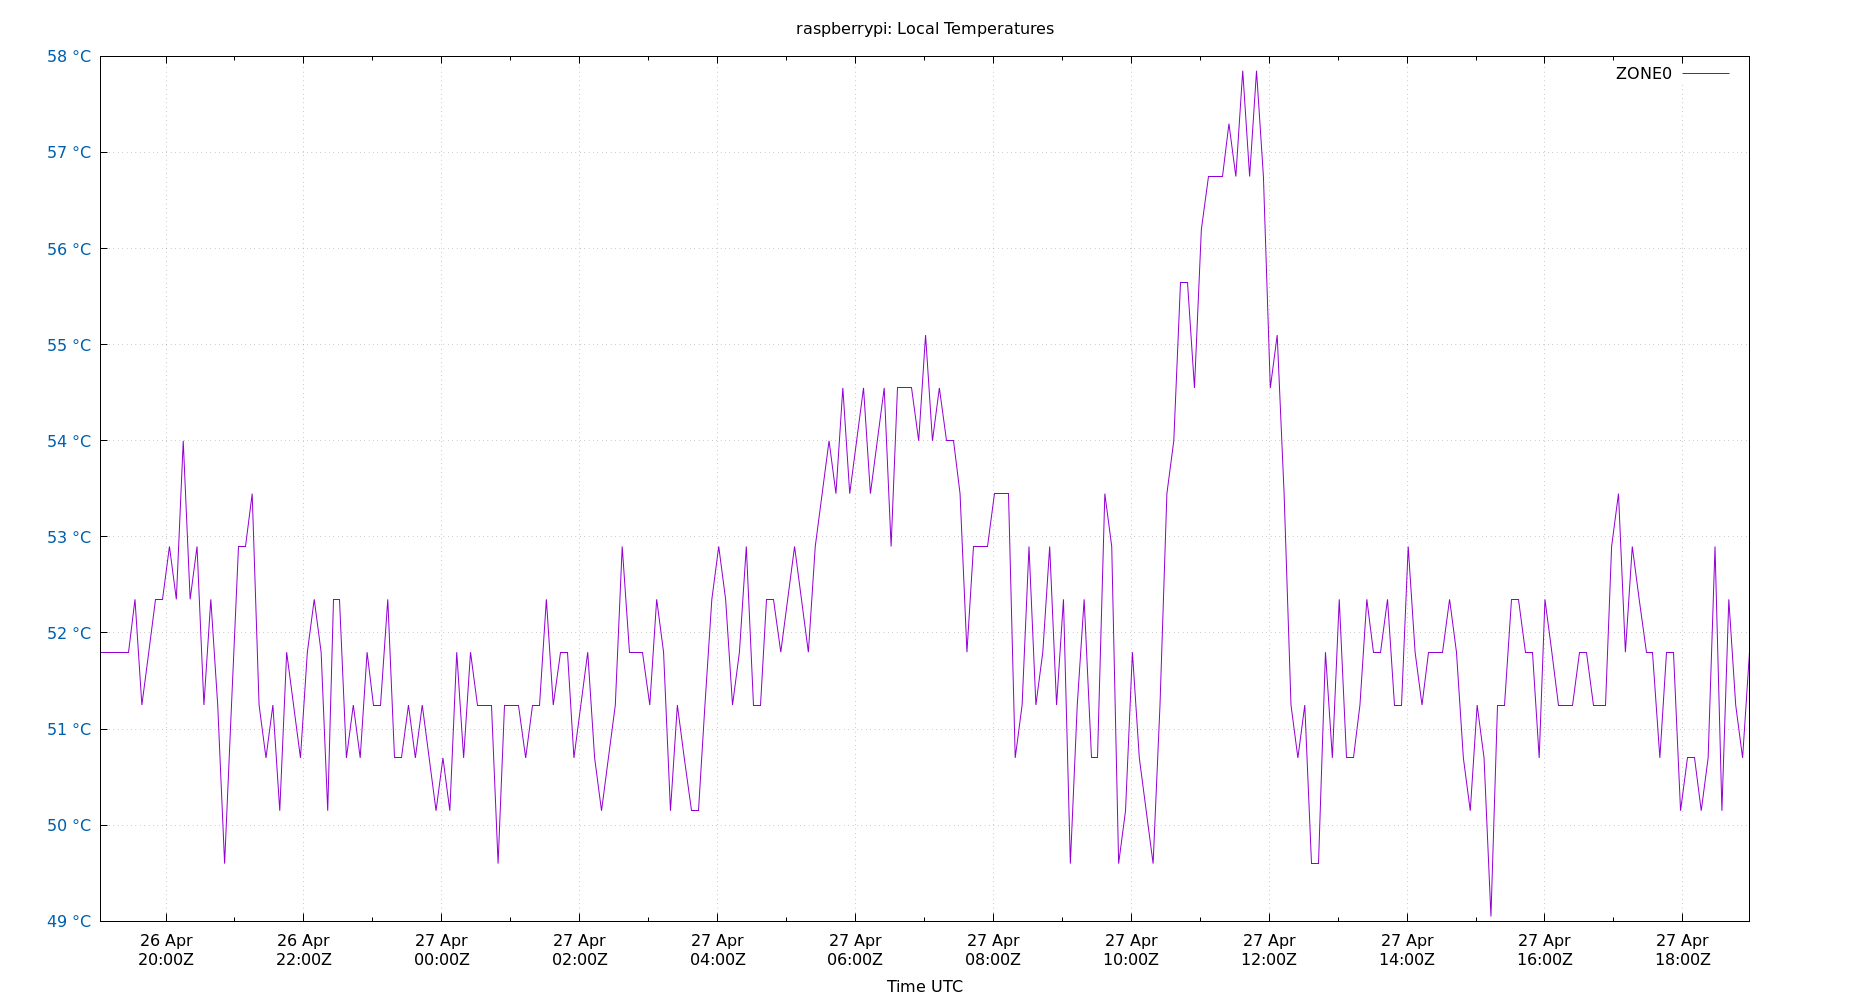 raspberrypi: Local Temperatures
58 °C
ZONE0
57 °C
56 °C
55 °C
54 °C
53 °C
52 °C
51 °C
50 °C
49 °C
26 Apr 26 Apr 27 Apr 27 Apr 27 Apr 27 Apr 27 Apr 27 Apr 27 Apr 27 Apr 27 Apr 27 Apr
20:00Z 22:00Z 00:00Z 02:00Z 04:00Z 06:00Z 08:00Z 10:00Z 12:00Z 14:00Z 16:00Z 18:00Z
Time UTC